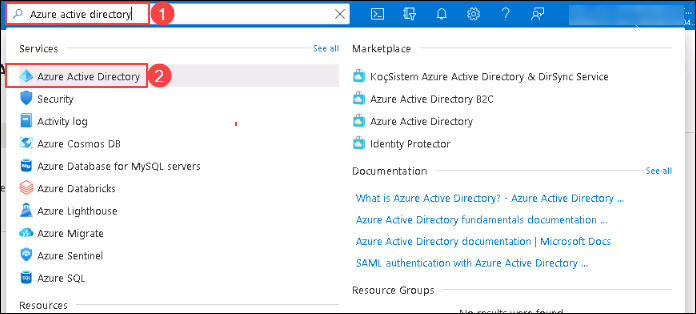 Azure active directory
1
Services
See all
Azure Active Directory
2
Security
Activity log
Azure Cosmos DB
Azure Database for MySQL servers
Azure Databricks
Azure Lighthouse
Azure Migrate
Azure Sentinel
Azure SQL
Resources
Marketplace
KoçSistem Azure Active Directory & DirSync Service
Azure Active Directory B2C
Azure Active Directory
Identity Protector
Documentation
See all
What is Azure Active Directory? - Azure Active Directory ...
Azure Active Directory fundamentals documentation ...
Azure Active Directory documentation | Microsoft Docs
SAML authentication with Azure Active Directory ...
Resource Groups
No results were found.